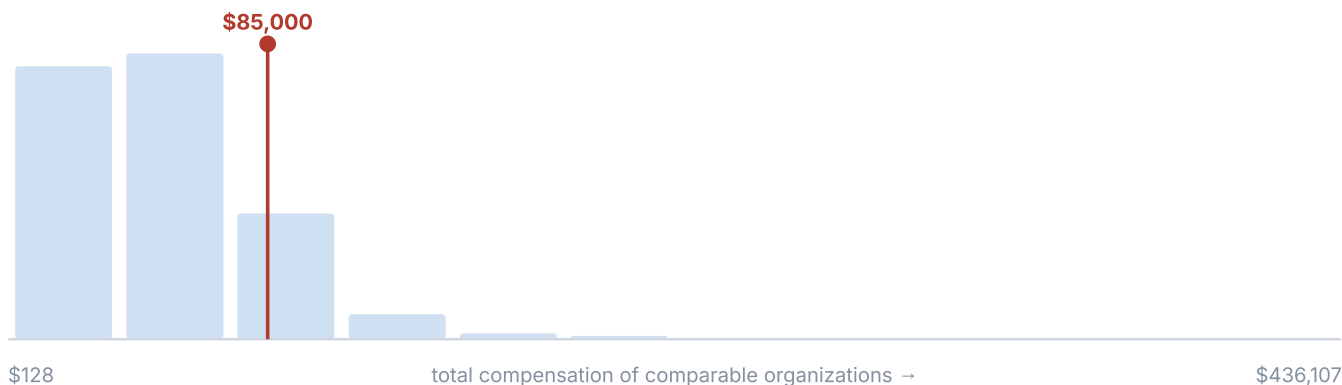 $85,000
$128
total compensation of comparable organizations →
$436,107